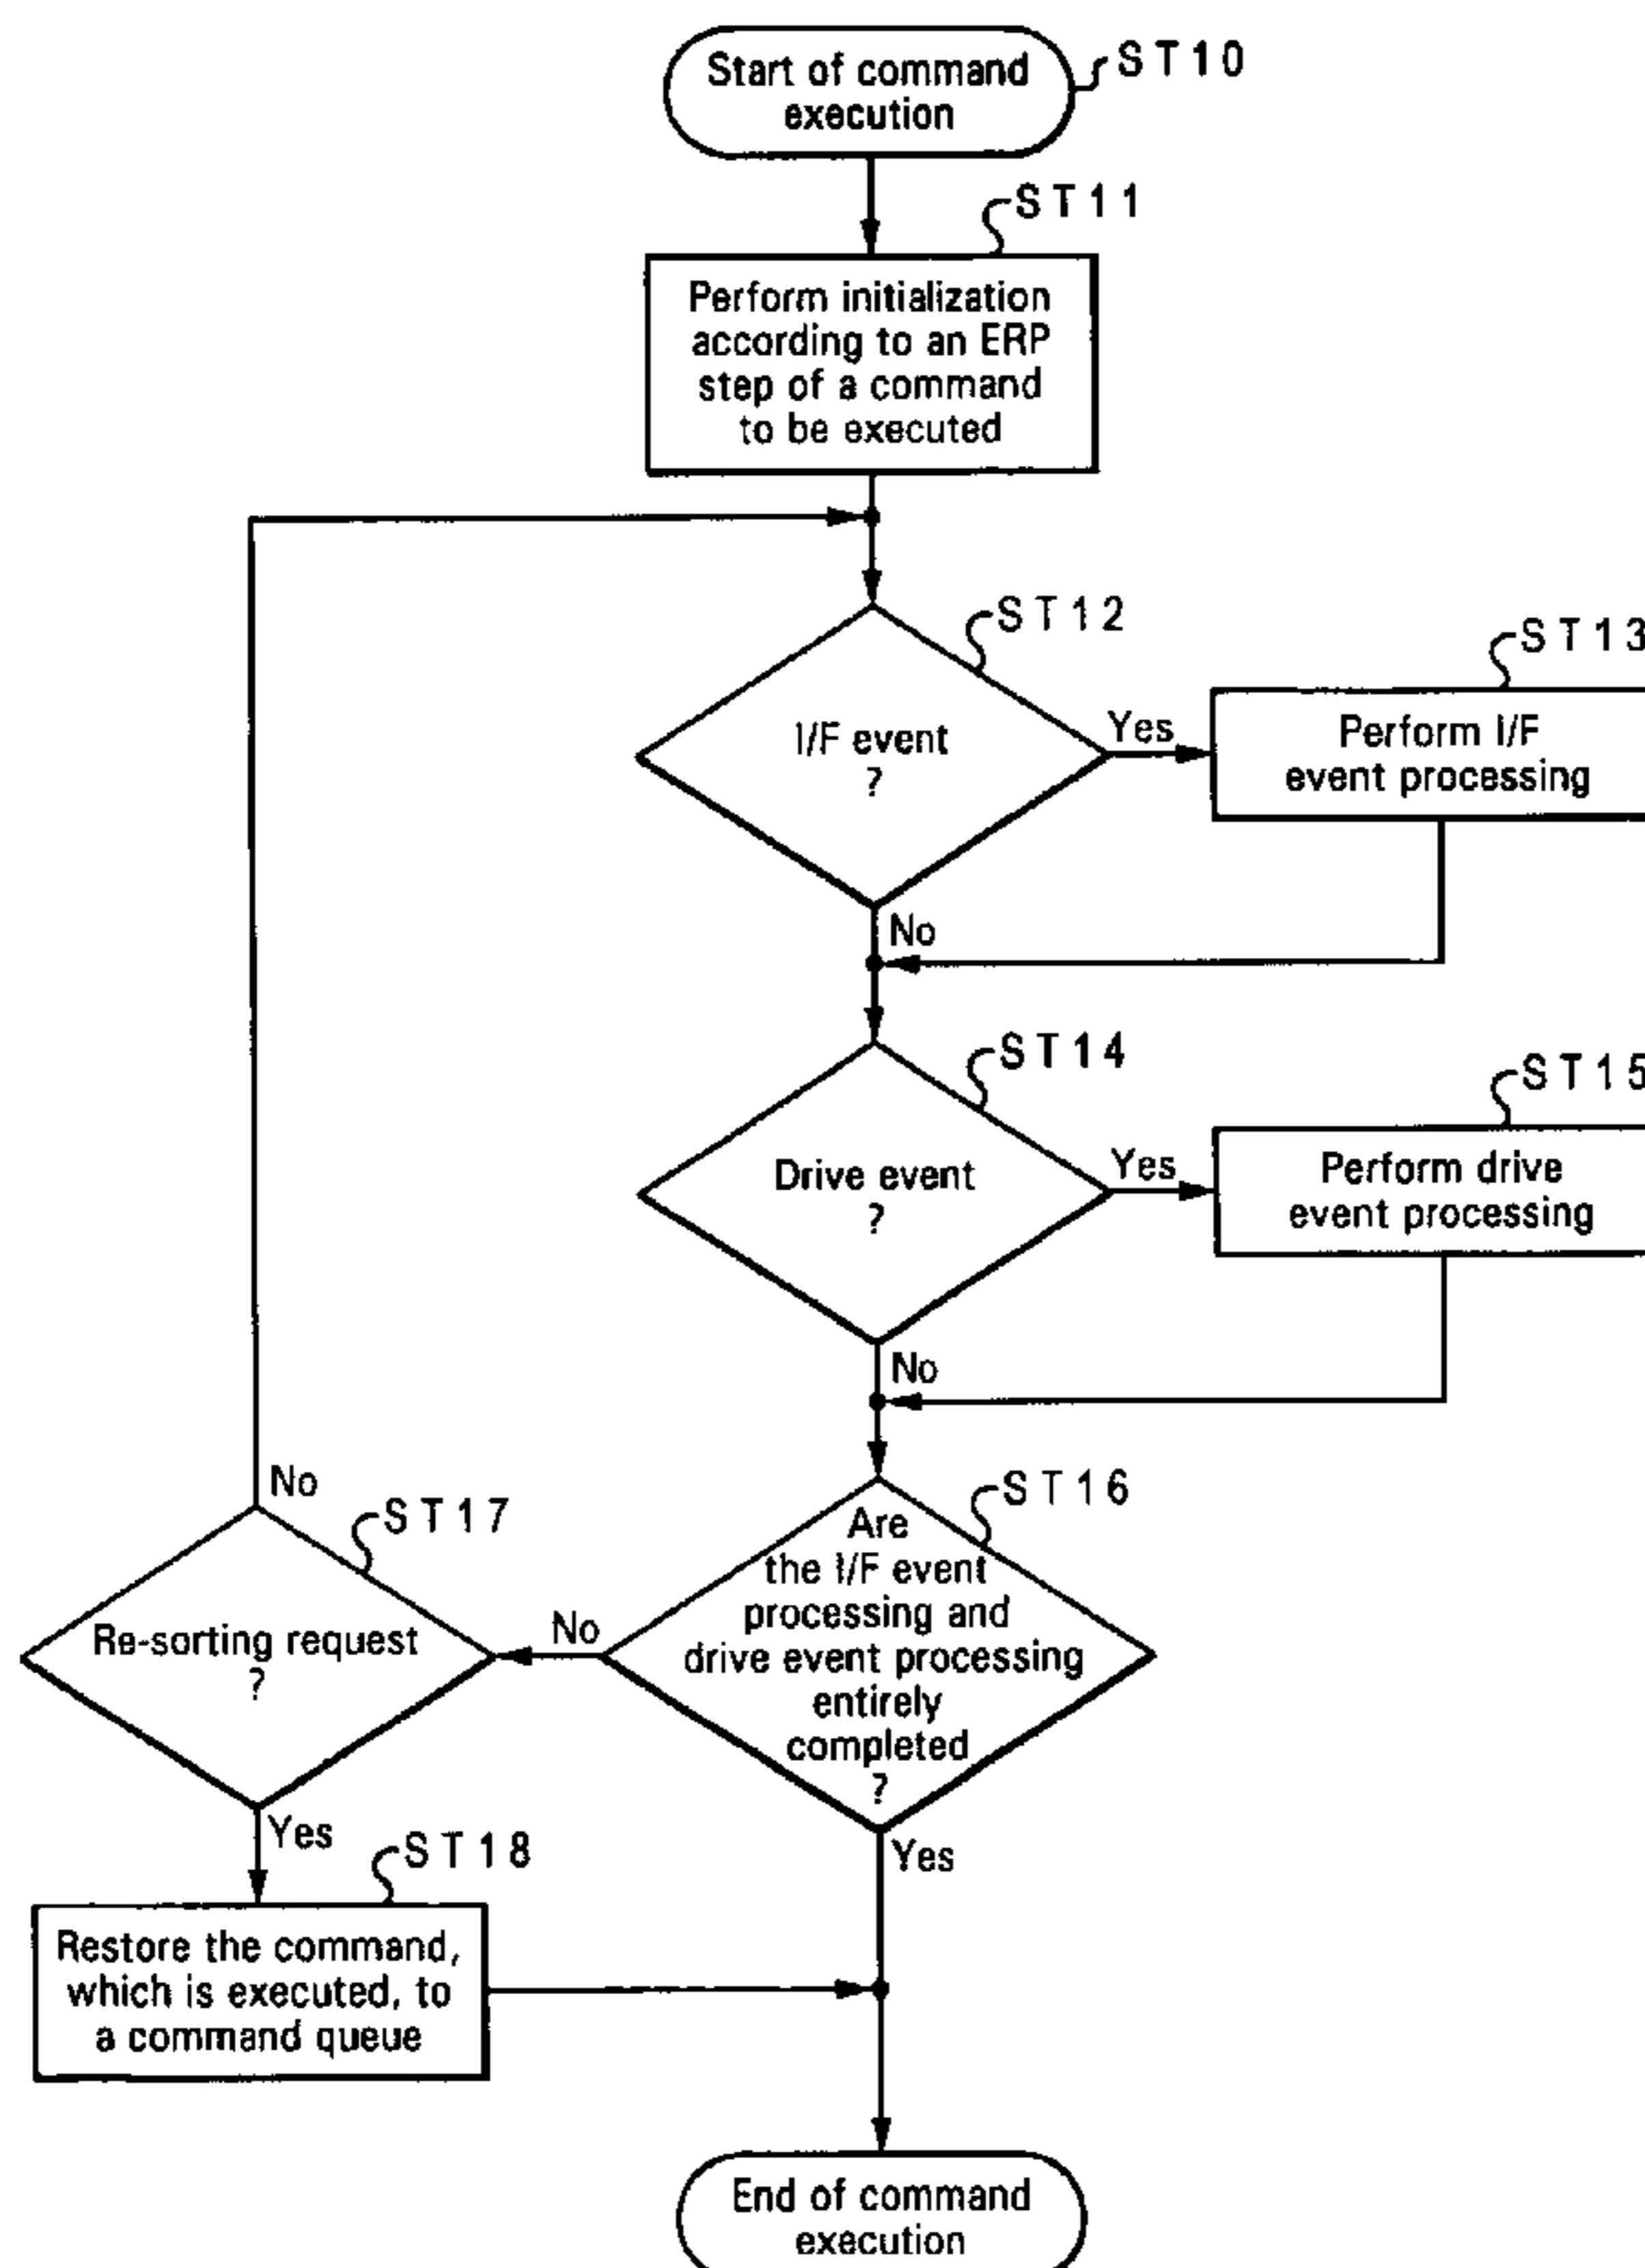 Start of command
execution
ST10
ST11
Perform initialization
according to an ERP
step of a command
to be executed
ST12
I/F event
?
Yes
ST13
Perform I/F
event processing
No
ST14
Drive event
?
Yes
ST15
Perform drive
event processing
No
ST16
Are
the I/F event
processing and
drive event processing
entirely
completed
?
No
ST17
Re-sorting request
?
No
Yes
ST18
Restore the command,
which is executed, to
a command queue
Yes
End of command
execution